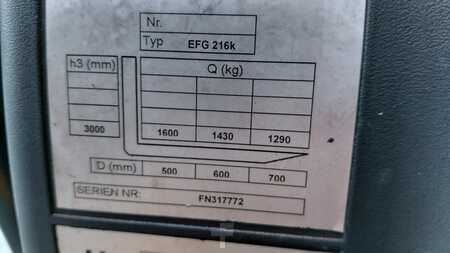 Nr.
Typ EFG 216k
h3 (mm) Q (kg)
3000 1600 1430 1290
D (mm) 500 600 700
SERIEN NR: FN317772